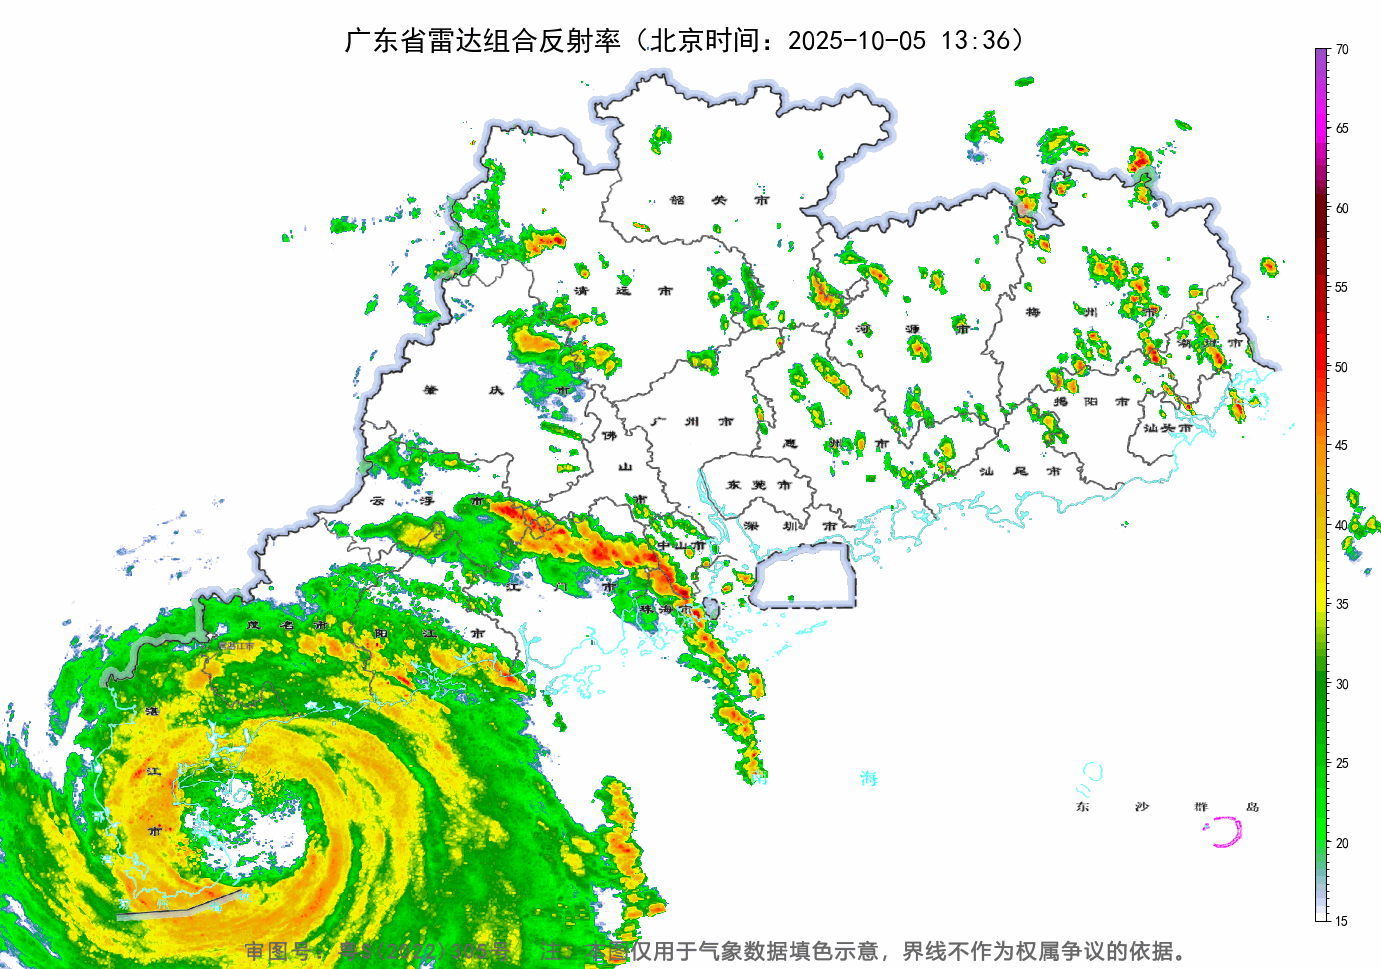 广东省雷达组合反射率（北京时间：2025-10-05 13:36）
70
65
60
55
50
45
40
35
30
25
20
15
韶关市
清远市
河源市
梅州市
潮州市
肇庆市
广州市
佛山市
惠州市
揭阳市
汕头市
汕尾市
东莞市
云浮市
深圳市
中山市
江门市
珠海市
茂名市
阳江市
湛江市
南海
东沙群岛
审图号：粤S(2022)305号 注：本图仅用于气象数据填色示意，界线不作为权属争议的依据。